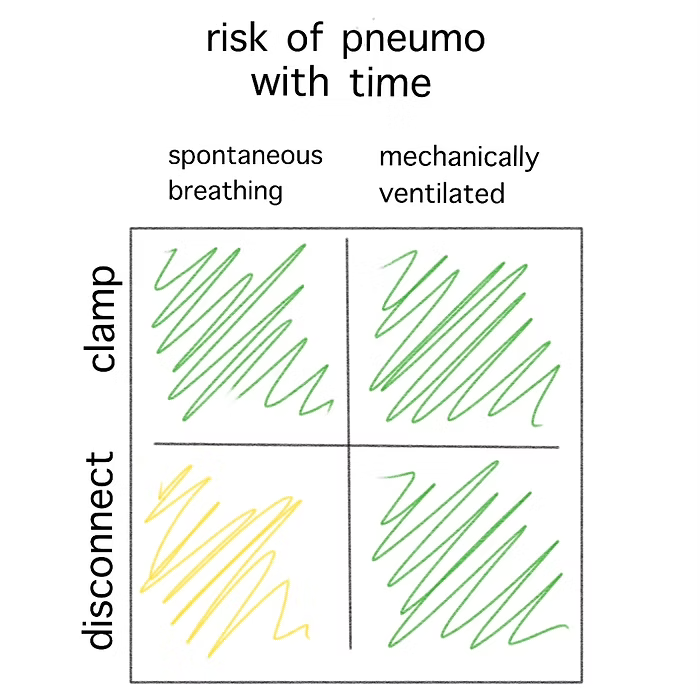 risk of pneumo
with time
spontaneous
breathing
mechanically
ventilated
clamp
disconnect